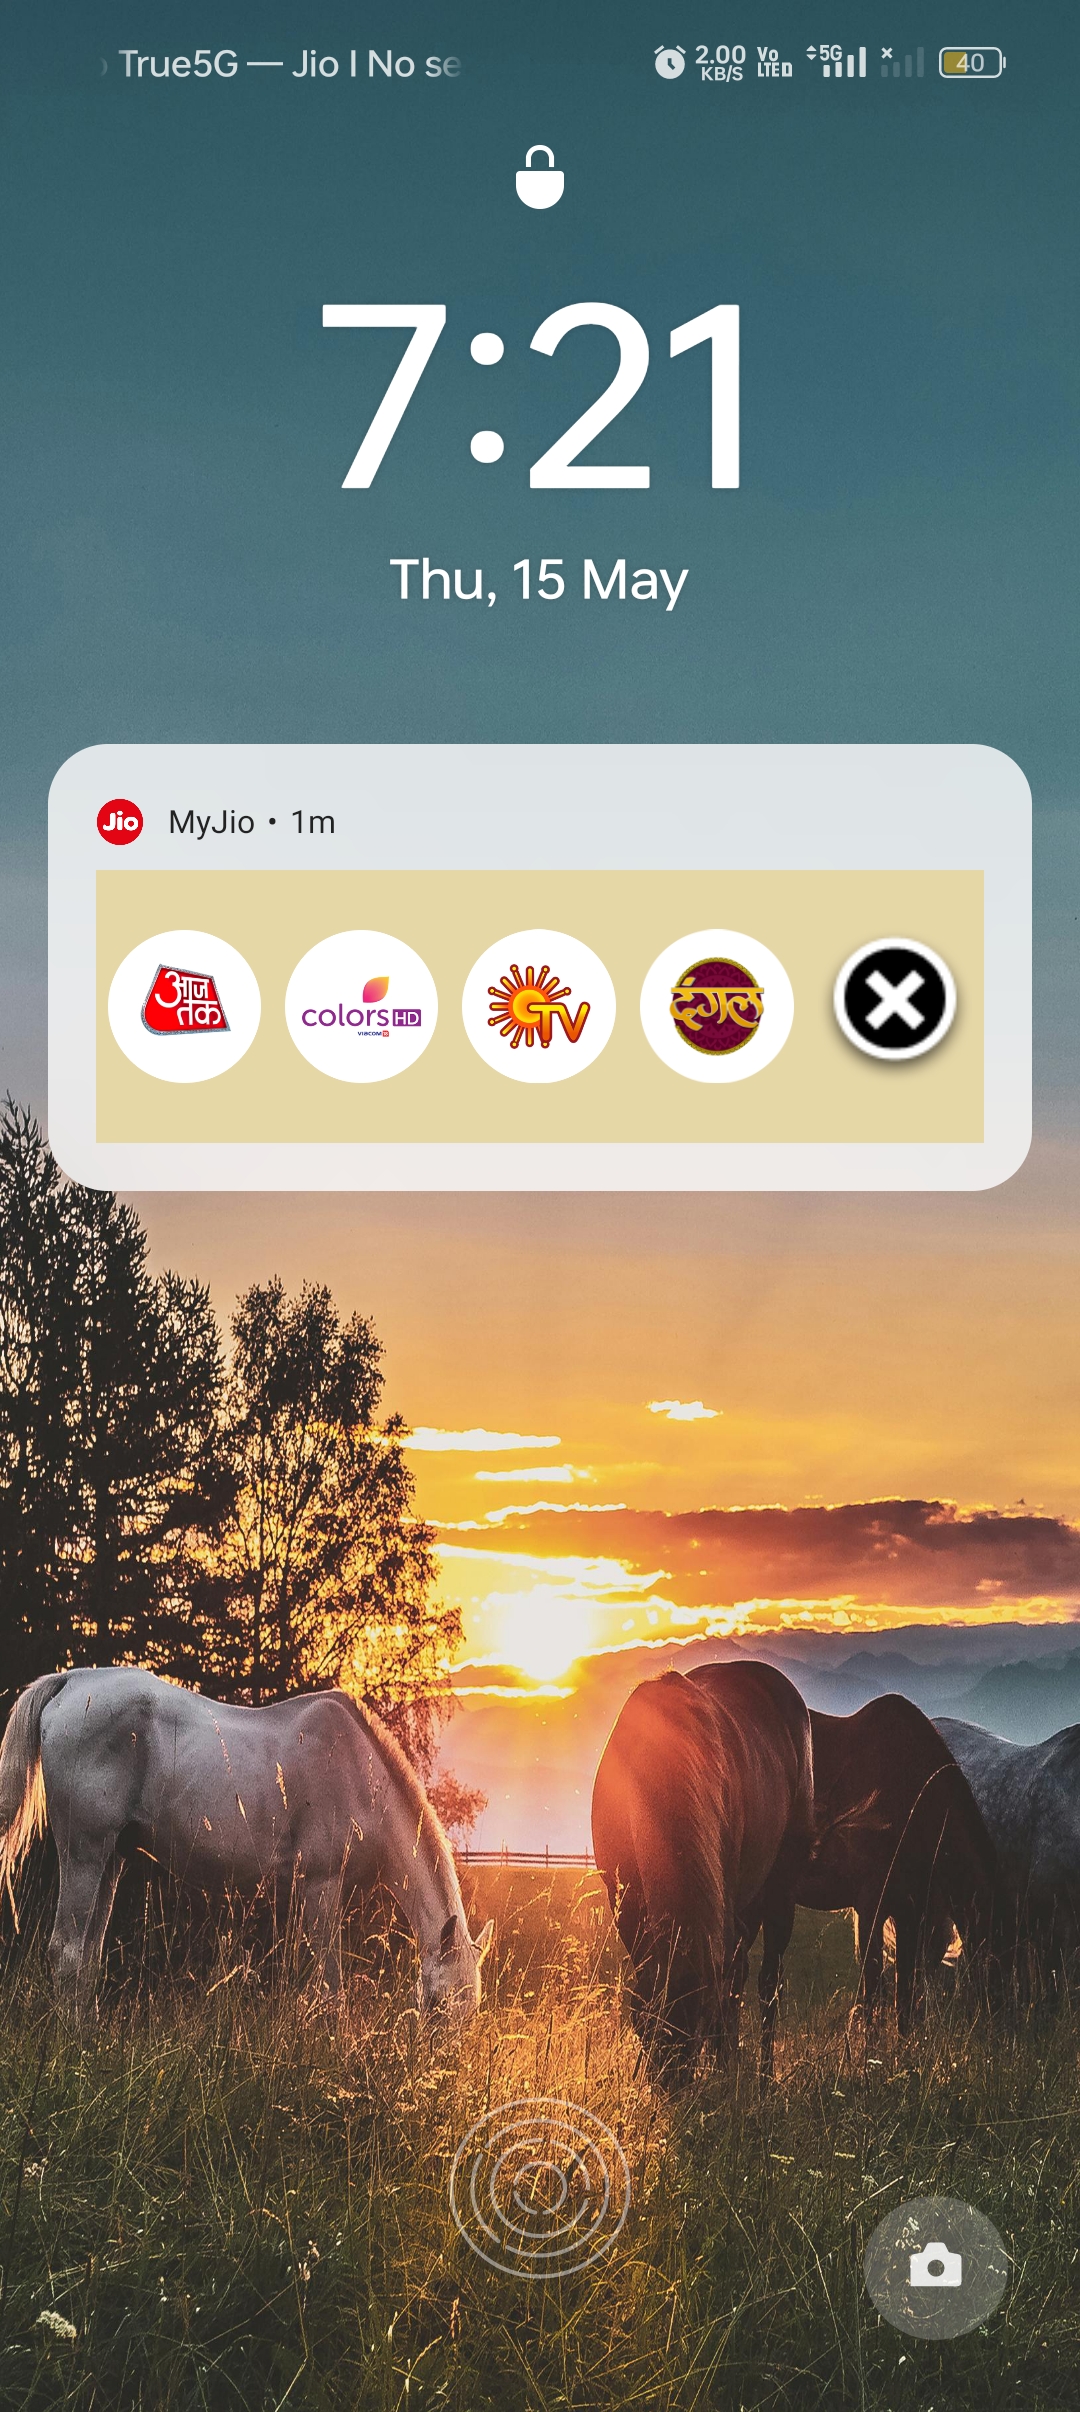 True5G — Jio | No se
2.00 KB/S
Vo LTE D
5G
40
7:21
Thu, 15 May
Jio
MyJio • 1m
आज तक
colors HD
VIACOM18
TV
दंगल